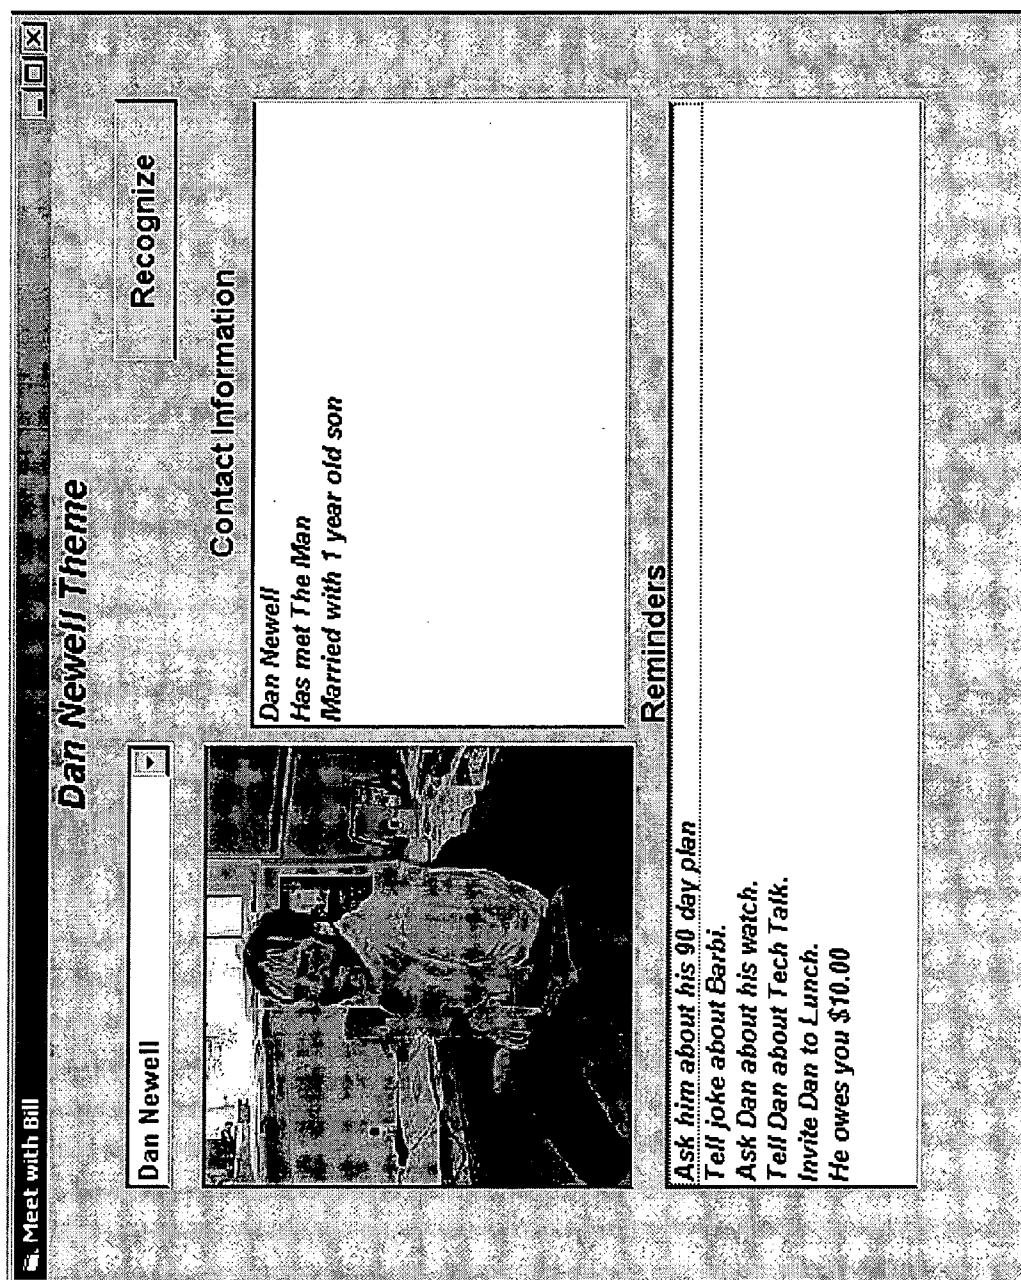 Meet with Bill
Dan Newell Theme
Dan Newell
Recognize
Contact Information
Dan Newell
Has met The Man
Married with 1 year old son
Reminders
Ask him about his 90 day plan
Tell joke about Barbi.
Ask Dan about his watch.
Tell Dan about Tech Talk.
Invite Dan to Lunch.
He owes you $10.00